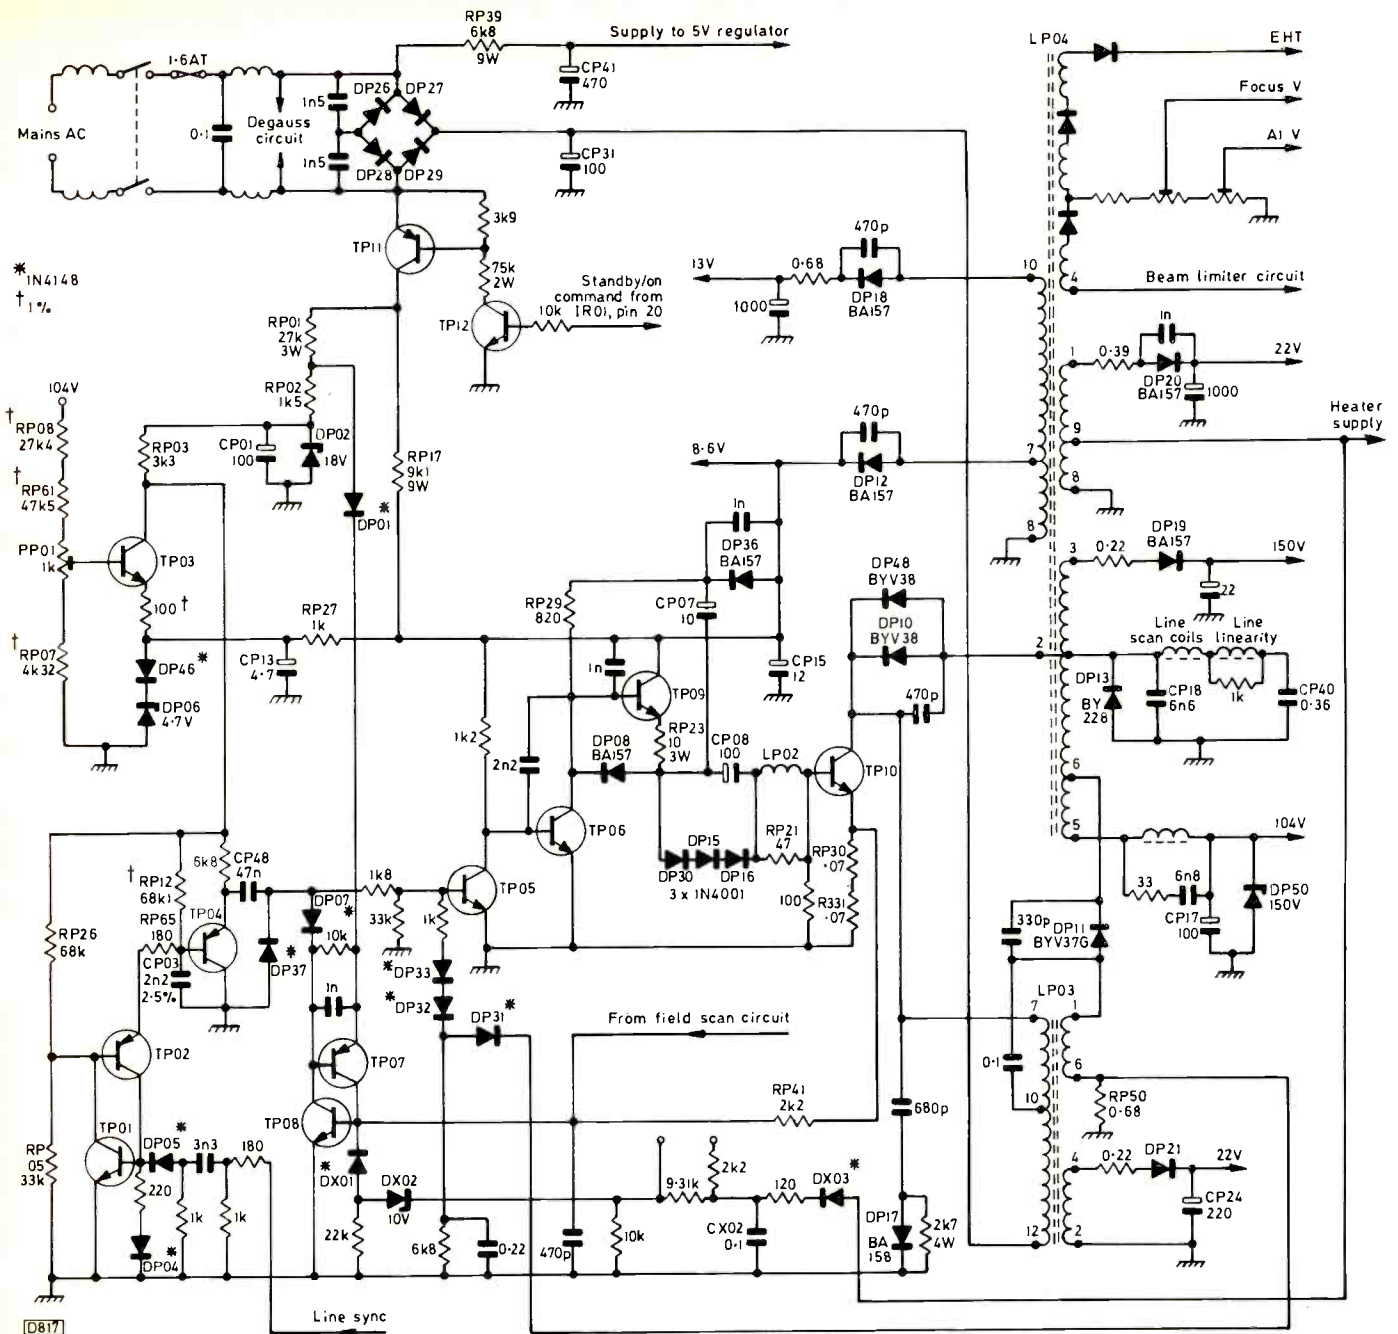 RP39
6k8
9W
Supply to 5V regulator
LP04
EHT
1·6AT
CP41
470
Focus V
DP26 DP27
1n5
Mains AC
0·1
Degauss
circuit
A1 V
1n5
CP31
100
DP28 DP29
3k9
470p
TP11
13V
0·68
10
4
Beam limiter circuit
* 1N4148
† 1%
75k
2W
Standby/on
command from
IR01, pin 20
DP18
BA157
1000
1n
RP01
27k
3W
TP12
10k
1
0·39
22V
DP20
BA157
1000
104V
RP02
1k5
Heater
supply
† RP08
27k4
470p
RP03
3k3
CP01
100
DP02
18V
RP17
9k1
9W
9
8·6V
7
† RP61
47k5
DP12
BA157
8
DP01 *
1n
DP19
BA157
8
PP01
1k
TP03
DP36
BA157
DP48
BYV38
3
0·22
150V
100 †
RP27
1k
RP29
820
CP07
10
DP10
BYV38
22
Line
scan coils
Line
linearity
† RP07
4k32
2
DP46 *
CP13
4·7
1n
CP15
12
DP13
BY
228
CP18
6n6
1k
CP40
0·36
TP09
470p
DP06
4·7V
RP23
10
3W
1k2
CP08
100
DP08
BA157
LP02
2n2
TP10
6
TP06
5
104V
DP15
RP21
47
RP30
·07
6k8
CP48
47n
DP30
DP16
3 x 1N4001
33
6n8
DP50
150V
† RP12
68k1
1k8
TP05
100
R331
·07
DP07 *
330p
DP11
BYV37G
CP17
100
RP65
180
TP04
33k
1k
RP26
68k
10k
CP03
2n2
2·5%
* DP37
* DP33
LP03
1n
* DP32
DP31 *
From field scan circuit
7
1
TP02
TP07
0·1
6
RP41
2k2
10
RP50
0·68
TP08
680p
TP01
DP05 *
3n3
180
4
0·22
DP21
22V
RP
05
33k
* DX01
DX02
10V
2k2
9·31k
120
DX03 *
CP24
220
220
1k
1k
DP17
BA
158
2k7
4W
22k
10k
CX02
0·1
12
2
DP04 *
6k8
0·22
470p
Line sync
D817